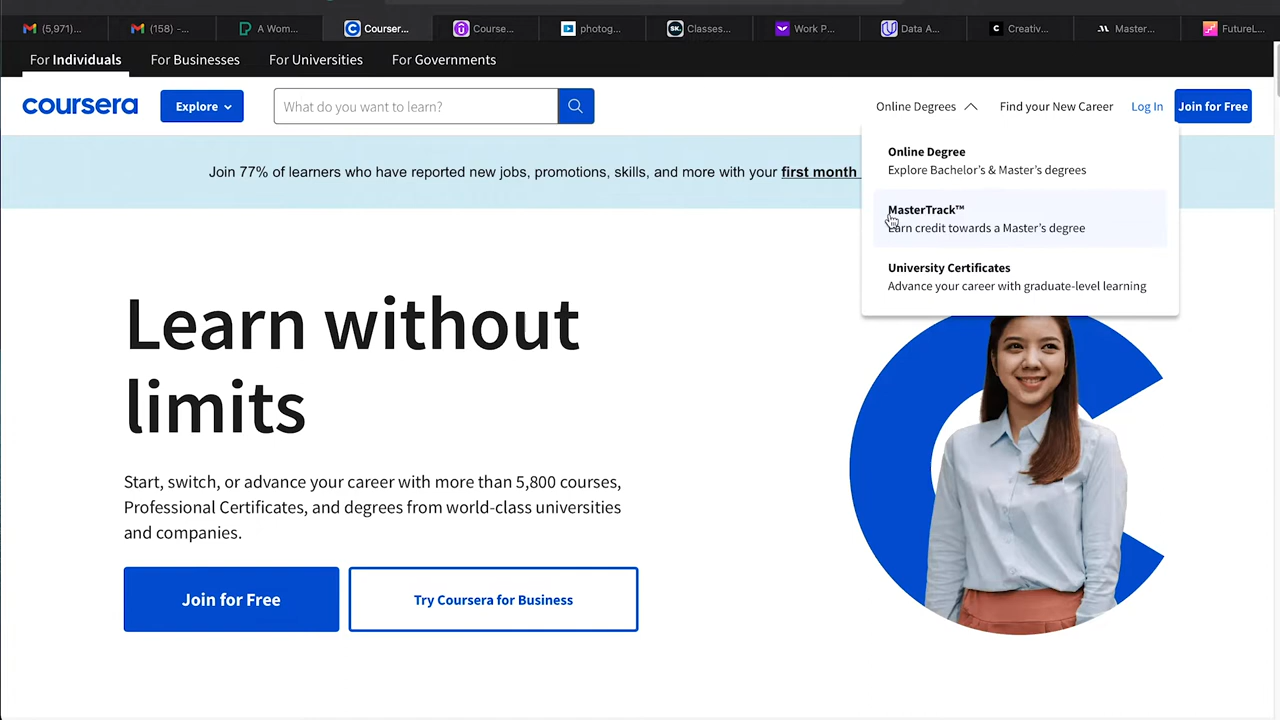 (5,971)...
(158) –...
A Wom...
Courser...
Course...
photog...
Classes...
Work P...
Data A...
Creativ...
Master...
FutureL...
For Individuals
For Businesses
For Universities
For Governments
coursera
Explore
What do you want to learn?
Online Degrees
Find your New Career
Log In
Join for Free
Join 77% of learners who have reported new jobs, promotions, skills, and more with your first month
Online Degree
Explore Bachelor's & Master's degrees
MasterTrack™
Earn credit towards a Master's degree
University Certificates
Advance your career with graduate-level learning
Learn without
limits
Start, switch, or advance your career with more than 5,800 courses,
Professional Certificates, and degrees from world-class universities
and companies.
Join for Free
Try Coursera for Business